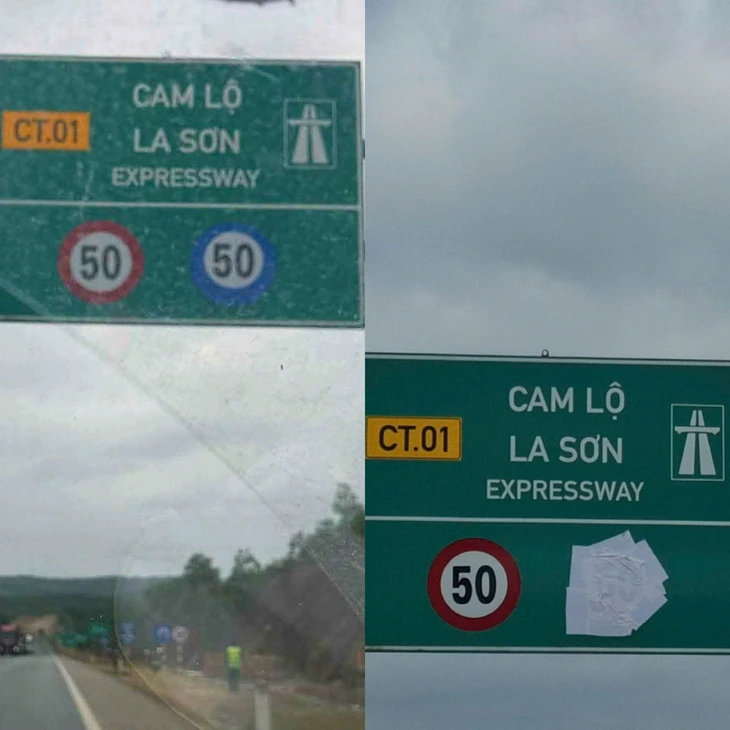 CAM LỘ
CT.01
LA SƠN
EXPRESSWAY
50 50
CAM LỘ
CT.01
LA SƠN
EXPRESSWAY
50